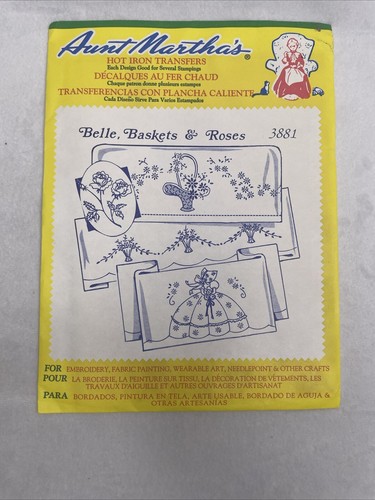 Aunt Martha's®
HOT IRON TRANSFERS
Each Design Good for Several Stampings
DÉCALQUES AU FER CHAUD
Chaque patron donne plusieurs estampes
TRANSFERENCIAS CON PLANCHA CALIENTE
Cada Diseño Sirve Para Varios Estampados
Belle, Baskets & Roses 3881
FOR EMBROIDERY, FABRIC PAINTING, WEARABLE ART, NEEDLEPOINT & OTHER CRAFTS
POUR LA BRODERIE, LA PEINTURE SUR TISSU, LA DÉCORATION DE VÊTEMENTS, LES
TRAVAUX D'AIGUILLE ET AUTRES OUVRAGES D'ARTISANAT
PARA BORDADOS, PINTURA EN TELA, ARTE USABLE, BORDADO DE AGUJA &
OTRAS ARTESANIAS